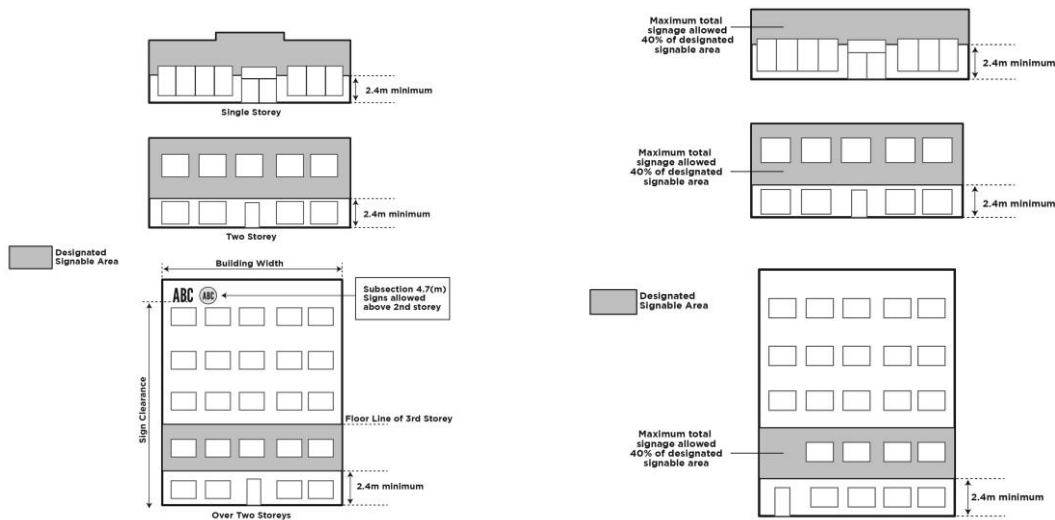 2.4m minimum
Single Storey
2.4m minimum
Two Storey
Designated
Signable Area
Building Width
ABC
ABC
Subsection 4.7(m)
Signs allowed
above 2nd storey
Sign Clearance
Floor Line of 3rd Storey
2.4m minimum
Over Two Storeys
Maximum total
signage allowed
40% of designated
signable area
2.4m minimum
Maximum total
signage allowed
40% of designated
signable area
2.4m minimum
Designated
Signable Area
Maximum total
signage allowed
40% of designated
signable area
2.4m minimum